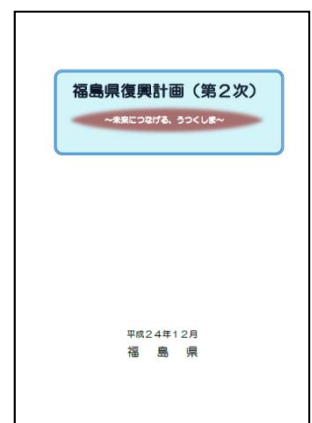 福島県復興計画（第２次）
～未来につなげる、うつくしま～
平成２４年１２月
福 島 県